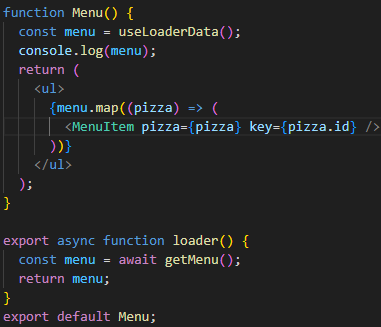 function Menu() {
  const menu = useLoaderData();
  console.log(menu);
  return (
    <ul>
      {menu.map((pizza) => (
        <MenuItem pizza={pizza} key={pizza.id} />
      ))}
    </ul>
  );
}

export async function loader() {
  const menu = await getMenu();
  return menu;
}
export default Menu;